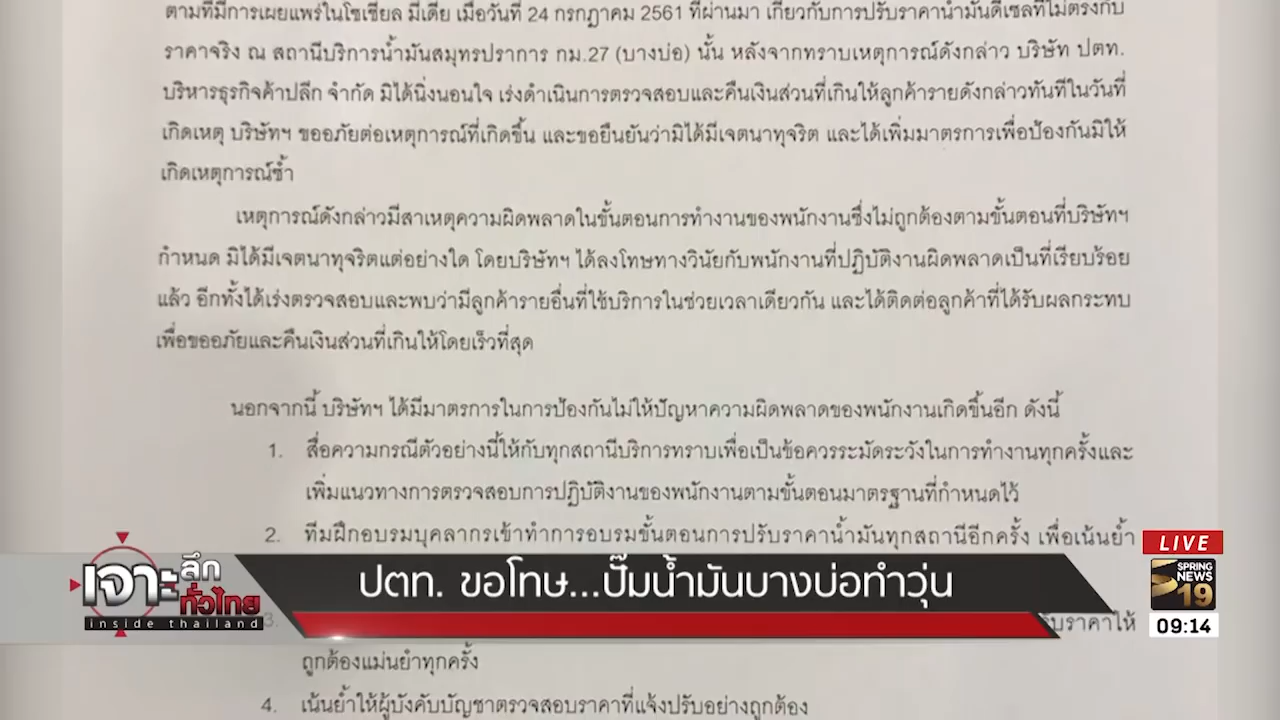 ตามที่มีการเผยแพร่ในโซเชียล มีเดีย เมื่อวันที่ 24 กรกฎาคม 2561 ที่ผ่านมา เกี่ยวกับการปรับราคาน้ำมันดีเซลที่ไม่ตรงกับ
ราคาจริง ณ สถานีบริการน้ำมันสมุทรปราการ กม.27 (บางบ่อ) นั้น หลังจากทราบเหตุการณ์ดังกล่าว บริษัท ปตท.
บริหารธุรกิจค้าปลีก จำกัด มิได้นิ่งนอนใจ เร่งดำเนินการตรวจสอบและคืนเงินส่วนที่เกินให้ลูกค้ารายดังกล่าวทันทีในวันที่
เกิดเหตุ บริษัทฯ ขออภัยต่อเหตุการณ์ที่เกิดขึ้น และขอยืนยันว่ามิได้มีเจตนาทุจริต และได้เพิ่มมาตรการเพื่อป้องกันมิให้
เกิดเหตุการณ์ซ้ำ
เหตุการณ์ดังกล่าวมีสาเหตุความผิดพลาดในขั้นตอนการทำงานของพนักงานซึ่งไม่ถูกต้องตามขั้นตอนที่บริษัทฯ
กำหนด มิได้มีเจตนาทุจริตแต่อย่างใด โดยบริษัทฯ ได้ลงโทษทางวินัยกับพนักงานที่ปฏิบัติงานผิดพลาดเป็นที่เรียบร้อย
แล้ว อีกทั้งได้เร่งตรวจสอบและพบว่ามีลูกค้ารายอื่นที่ใช้บริการในช่วยเวลาเดียวกัน และได้ติดต่อลูกค้าที่ได้รับผลกระทบ
เพื่อขออภัยและคืนเงินส่วนที่เกินให้โดยเร็วที่สุด
นอกจากนี้ บริษัทฯ ได้มีมาตรการในการป้องกันไม่ให้ปัญหาความผิดพลาดของพนักงานเกิดขึ้นอีก ดังนี้
1. สื่อความกรณีตัวอย่างนี้ให้กับทุกสถานีบริการทราบเพื่อเป็นข้อควรระมัดระวังในการทำงานทุกครั้งและ
เพิ่มแนวทางการตรวจสอบการปฏิบัติงานของพนักงานตามขั้นตอนมาตรฐานที่กำหนดไว้
2. ทีมฝึกอบรมบุคลากรเข้าทำการอบรมขั้นตอนการปรับราคาน้ำมันทุกสถานีอีกครั้ง เพื่อเน้นย้ำ
LIVE
เจาะลึกทั่วไทย
inside thailand
ปตท. ขอโทษ...ปั๊มน้ำมันบางบ่อทำวุ่น
SPRING NEWS 19
09:14
3. รับราคาให้
ถูกต้องแม่นยำทุกครั้ง
4. เน้นย้ำให้ผู้บังคับบัญชาตรวจสอบราคาที่แจ้งปรับอย่างถูกต้อง